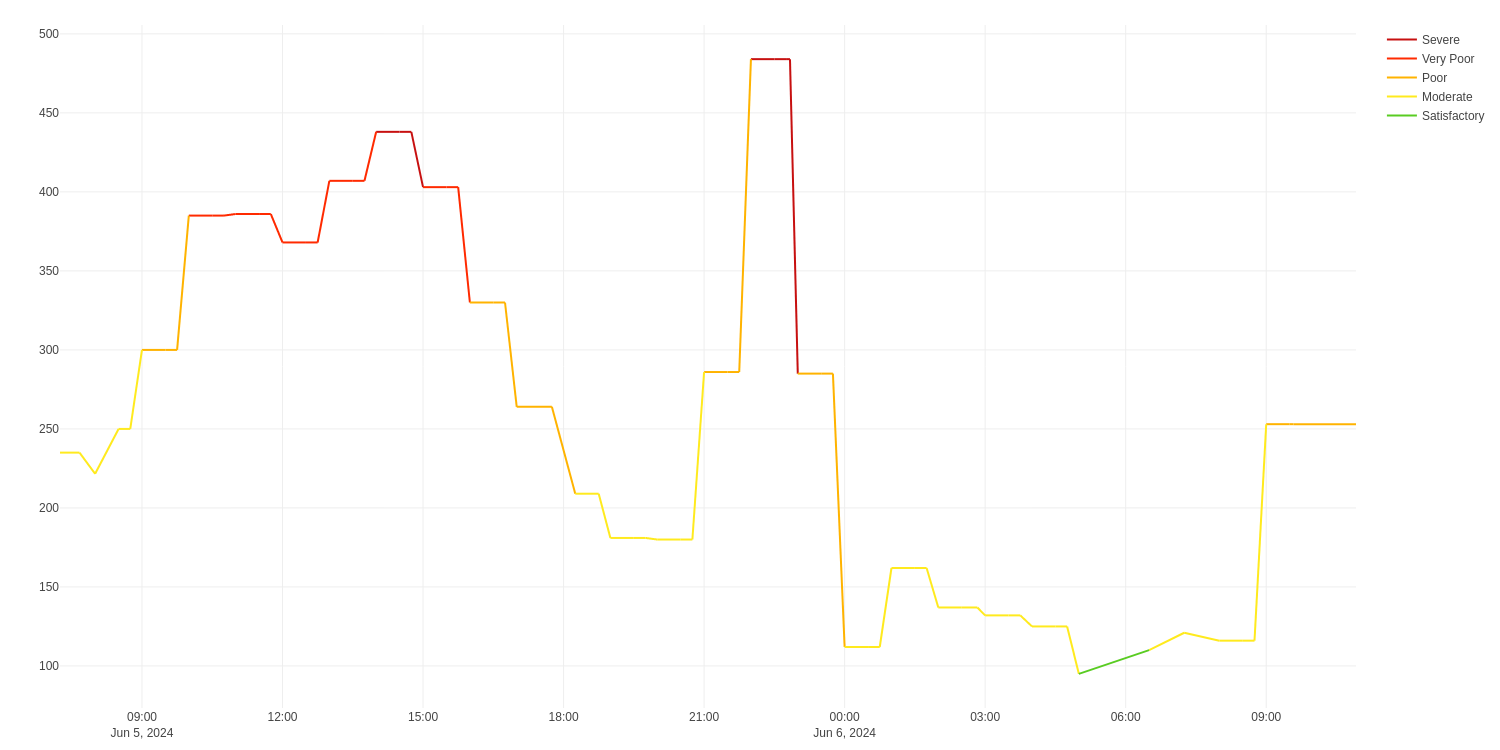 500
450
400
350
300
250
200
150
100
09:00
Jun 5, 2024
12:00
15:00
18:00
21:00
00:00
Jun 6, 2024
03:00
06:00
09:00
Severe
Very Poor
Poor
Moderate
Satisfactory